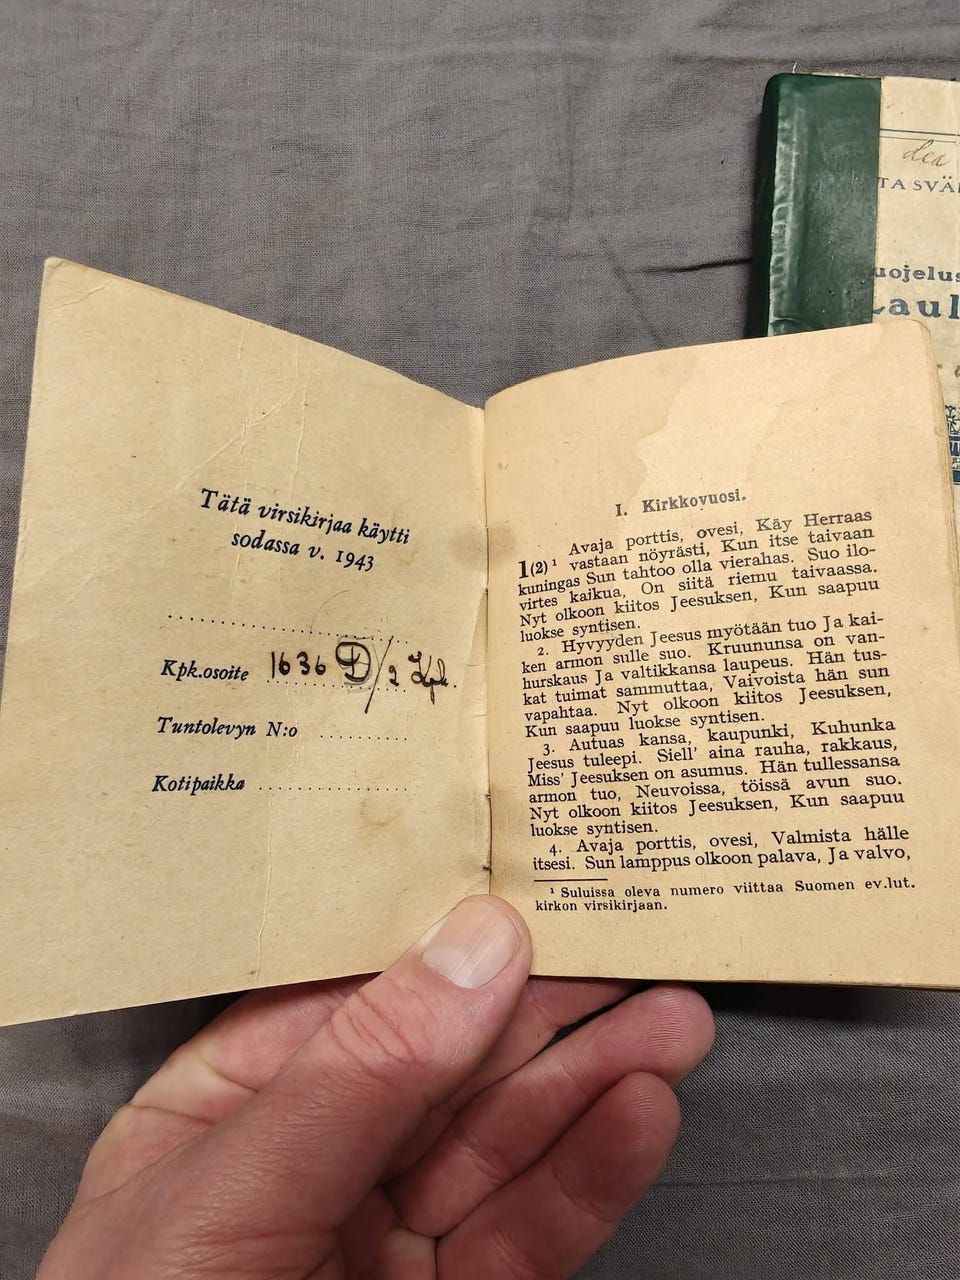 Tätä virsikirjaa käytti
sodassa v. 1943
Kpk.osoite 1636 D/2 Kpk.
Tuntolevyn N:o
Kotipaikka
I. Kirkkovuosi.
Avaja porttis, ovesi, Käy Herraas
1(2) ¹ vastaan nöyrästi, Kun itse taivaan
kuningas Sun tahtoo olla vierahas. Suo ilo-
virtes kaikua, On siitä riemu taivaassa.
Nyt olkoon kiitos Jeesuksen, Kun saapuu
luokse syntisen.
2. Hyvyyden Jeesus myötään tuo Ja kai-
ken armon sulle suo. Kruununsa on van-
hurskaus Ja valtikkansa laupeus. Hän tus-
kat tuimat sammuttaa, Vaivoista hän sun
vapahtaa. Nyt olkoon kiitos Jeesuksen,
Kun saapuu luokse syntisen.
3. Autuas kansa, kaupunki, Kuhunka
Jeesus tuleepi. Siell' aina rauha, rakkaus,
Miss' Jeesuksen on asumus. Hän tullessansa
armon tuo, Neuvoissa, töissä avun suo.
Nyt olkoon kiitos Jeesuksen, Kun saapuu
luokse syntisen.
4. Avaja porttis, ovesi, Valmista hälle
itsesi. Sun lamppus olkoon palava, Ja valvo,
¹ Suluissa oleva numero viittaa Suomen ev.lut.
kirkon virsikirjaan.
Lea
TA SVÄ
uojelus
Laul